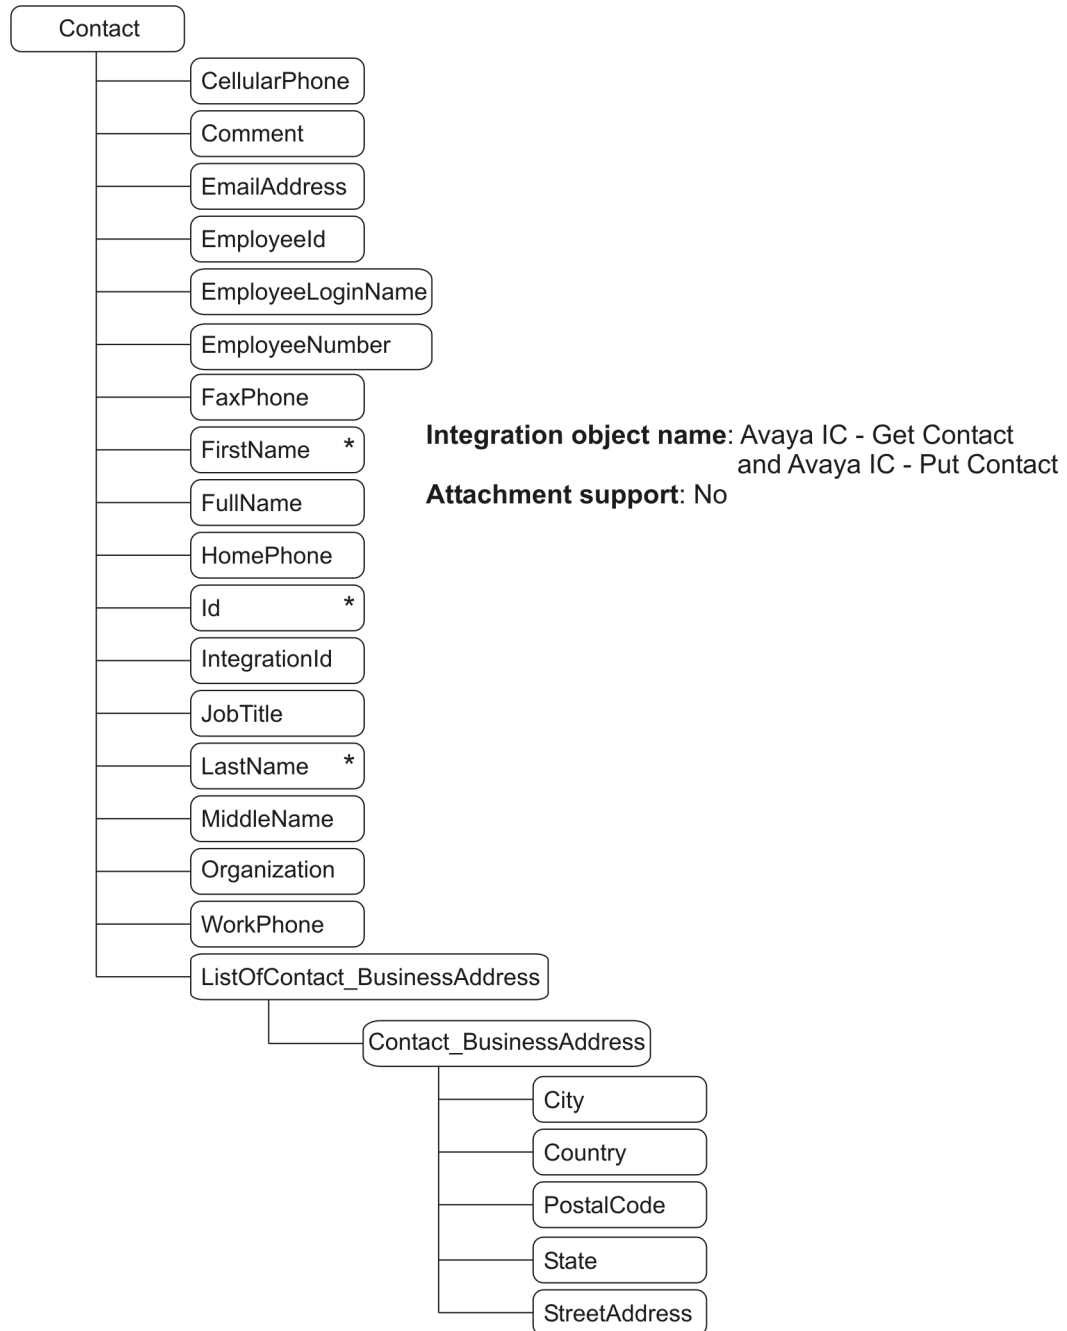 Contact
CellularPhone
Comment
EmailAddress
EmployeeId
EmployeeLoginName
EmployeeNumber
FaxPhone
FirstName *
FullName
HomePhone
Id *
IntegrationId
JobTitle
LastName *
MiddleName
Organization
WorkPhone
ListOfContact_BusinessAddress
Contact_BusinessAddress
City
Country
PostalCode
State
StreetAddress
Integration object name: Avaya IC - Get Contact
and Avaya IC - Put Contact
Attachment support: No